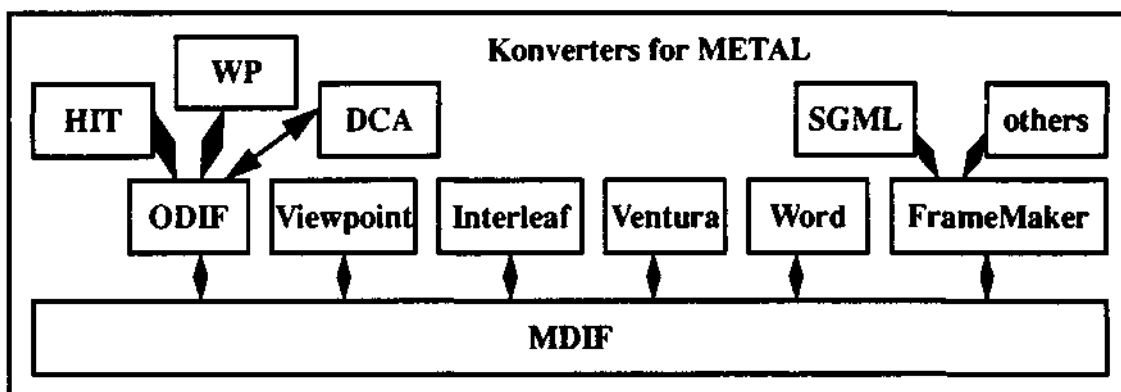 Konverters for METAL
WP
HIT
DCA
SGML
others
ODIF
Viewpoint
Interleaf
Ventura
Word
FrameMaker
MDIF